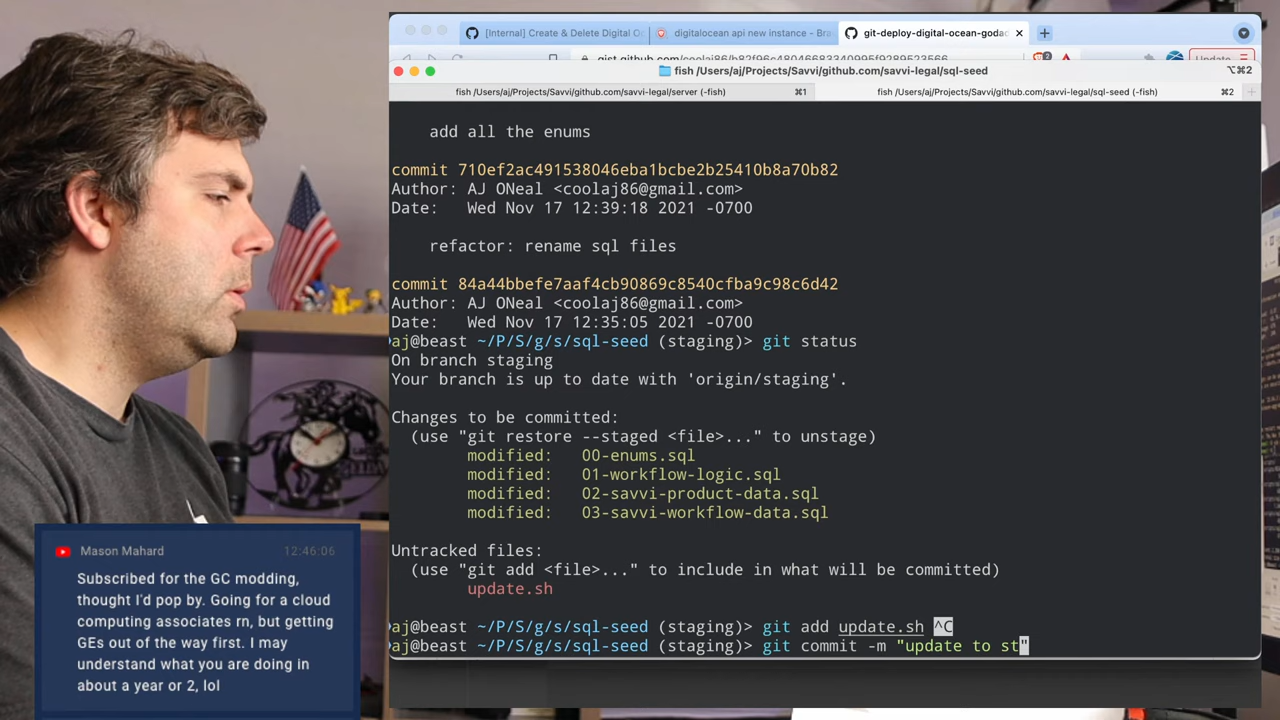 [Internal] Create & Delete Digital O
digitalocean api new instance - Bra
git-deploy-digital-ocean-godad
fish /Users/aj/Projects/Savvi/github.com/savvi-legal/sql-seed
⌥⌘2
fish /Users/aj/Projects/Savvi/github.com/savvi-legal/server (-fish)
⌘1
fish /Users/aj/Projects/Savvi/github.com/savvi-legal/sql-seed (-fish)
⌘2
add all the enums
commit 710ef2ac491538046eba1bcbe2b25410b8a70b82
Author: AJ ONeal <coolaj86@gmail.com>
Date: Wed Nov 17 12:39:18 2021 -0700
refactor: rename sql files
commit 84a44bbefe7aaf4cb90869c8540cfba9c98c6d42
Author: AJ ONeal <coolaj86@gmail.com>
Date: Wed Nov 17 12:35:05 2021 -0700
aj@beast ~/P/S/g/s/sql-seed (staging)> git status
On branch staging
Your branch is up to date with 'origin/staging'.
Changes to be committed:
(use "git restore --staged <file>..." to unstage)
modified: 00-enums.sql
modified: 01-workflow-logic.sql
modified: 02-savvi-product-data.sql
modified: 03-savvi-workflow-data.sql
Untracked files:
(use "git add <file>..." to include in what will be committed)
update.sh
aj@beast ~/P/S/g/s/sql-seed (staging)> git add update.sh ^C
aj@beast ~/P/S/g/s/sql-seed (staging)> git commit -m "update to st"
Mason Mahard
12:46:06
Subscribed for the GC modding,
thought I'd pop by. Going for a cloud
computing associates rn, but getting
GEs out of the way first. I may
understand what you are doing in
about a year or 2, lol